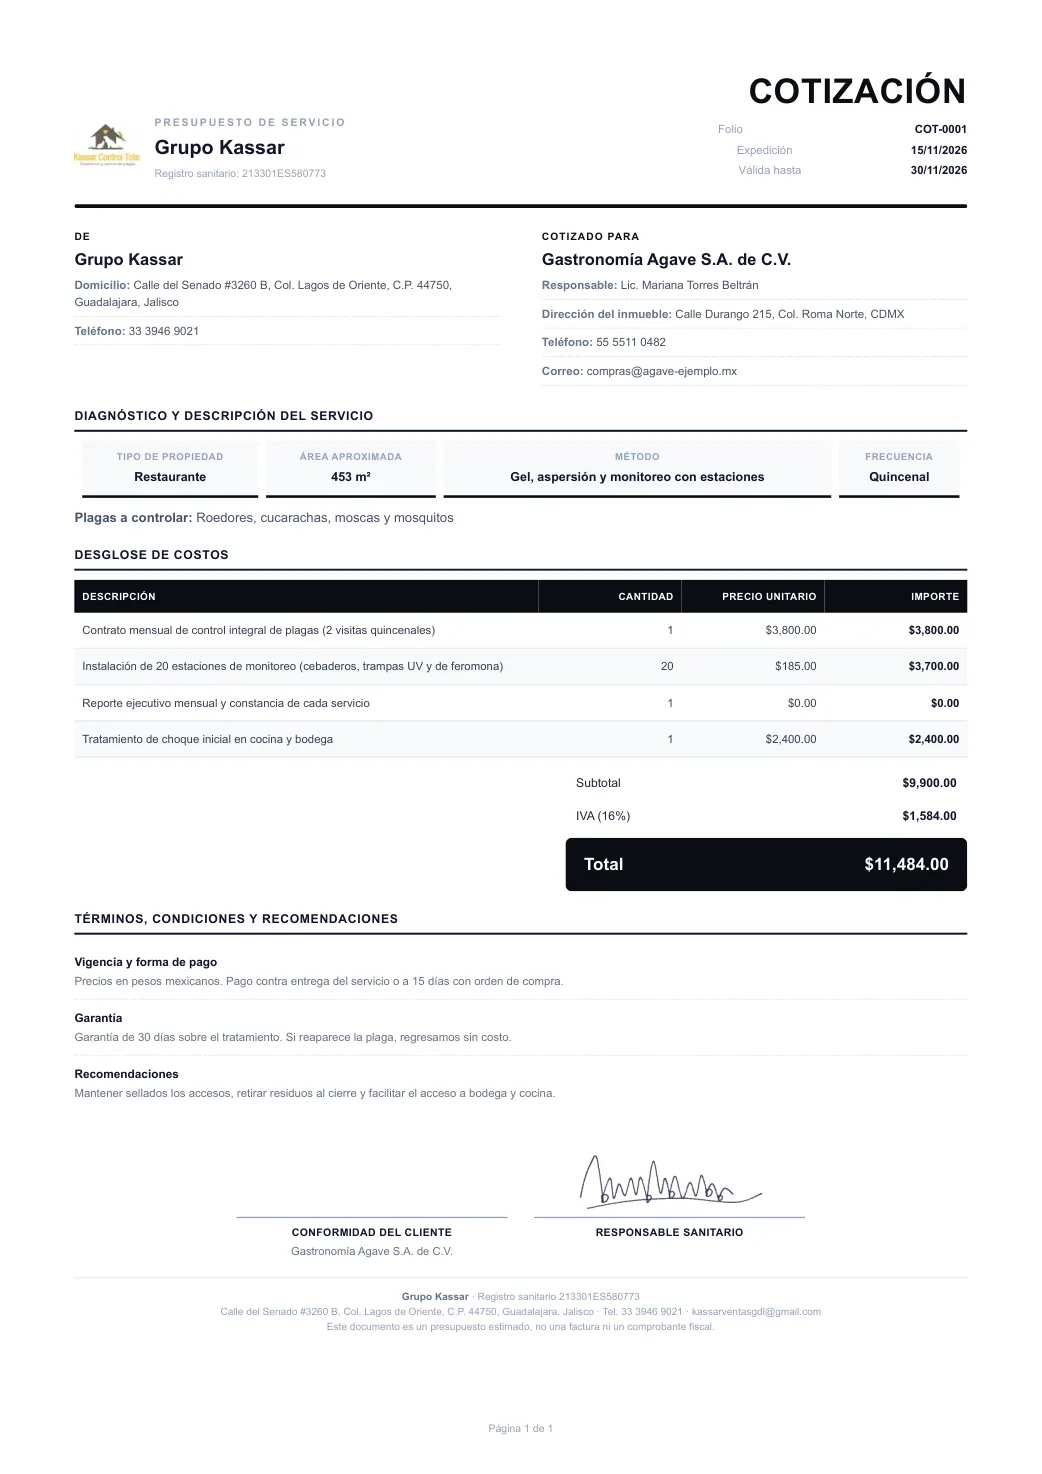 COTIZACIÓN
Kassar Control Total
PRESUPUESTO DE SERVICIO
Grupo Kassar
Registro sanitario: 213301ES580773
Folio COT-0001
Expedición 15/11/2026
Válida hasta 30/11/2026
DE
Grupo Kassar
Domicilio: Calle del Senado #3260 B, Col. Lagos de Oriente, C.P. 44750,
Guadalajara, Jalisco
Teléfono: 33 3946 9021
COTIZADO PARA
Gastronomía Agave S.A. de C.V.
Responsable: Lic. Mariana Torres Beltrán
Dirección del inmueble: Calle Durango 215, Col. Roma Norte, CDMX
Teléfono: 55 5511 0482
Correo: compras@agave-ejemplo.mx
DIAGNÓSTICO Y DESCRIPCIÓN DEL SERVICIO
TIPO DE PROPIEDAD
Restaurante
ÁREA APROXIMADA
453 m²
MÉTODO
Gel, aspersión y monitoreo con estaciones
FRECUENCIA
Quincenal
Plagas a controlar: Roedores, cucarachas, moscas y mosquitos
DESGLOSE DE COSTOS
DESCRIPCIÓN CANTIDAD PRECIO UNITARIO IMPORTE
Contrato mensual de control integral de plagas (2 visitas quincenales) 1 $3,800.00 $3,800.00
Instalación de 20 estaciones de monitoreo (cebaderos, trampas UV y de feromona) 20 $185.00 $3,700.00
Reporte ejecutivo mensual y constancia de cada servicio 1 $0.00 $0.00
Tratamiento de choque inicial en cocina y bodega 1 $2,400.00 $2,400.00
Subtotal $9,900.00
IVA (16%) $1,584.00
Total $11,484.00
TÉRMINOS, CONDICIONES Y RECOMENDACIONES
Vigencia y forma de pago
Precios en pesos mexicanos. Pago contra entrega del servicio o a 15 días con orden de compra.
Garantía
Garantía de 30 días sobre el tratamiento. Si reaparece la plaga, regresamos sin costo.
Recomendaciones
Mantener sellados los accesos, retirar residuos al cierre y facilitar el acceso a bodega y cocina.
CONFORMIDAD DEL CLIENTE
Gastronomía Agave S.A. de C.V.
RESPONSABLE SANITARIO
Grupo Kassar · Registro sanitario 213301ES580773
Calle del Senado #3260 B, Col. Lagos de Oriente, C.P. 44750, Guadalajara, Jalisco · Tel. 33 3946 9021 · kassarventasgdl@gmail.com
Este documento es un presupuesto estimado, no una factura ni un comprobante fiscal.
Página 1 de 1